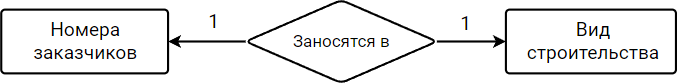 Номера
заказчиков
1
Заносятся в
1
Вид
строительства